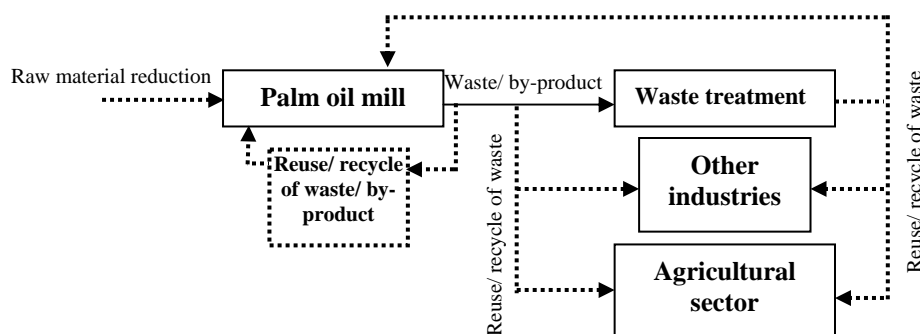 Raw material reduction
Palm oil mill
Waste/ by-product
Waste treatment
Reuse/ recycle
of waste/ by-
product
Reuse/ recycle of waste
Other
industries
Agricultural
sector
Reuse/ recycle of waste